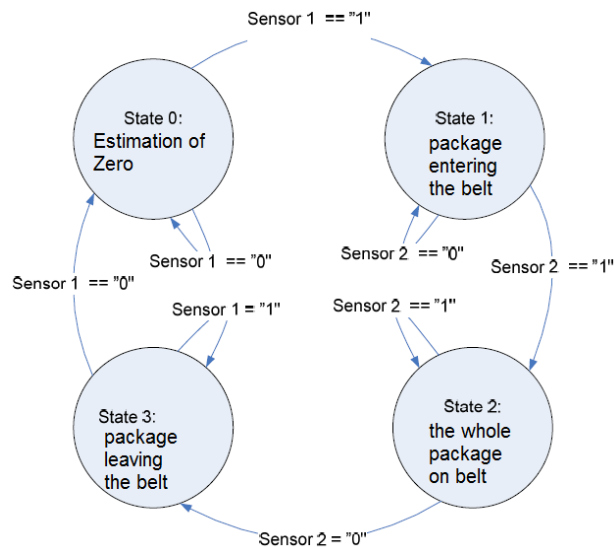 Sensor 1 == "1"
State 0:
Estimation of
Zero
State 1:
package
entering
the belt
Sensor 1 == "0"
Sensor 2 == "0"
Sensor 2 == "1"
Sensor 1 == "0"
Sensor 1 = "1"
Sensor 2 == "1"
State 3:
package
leaving
the belt
State 2:
the whole
package
on belt
Sensor 2 = "0"